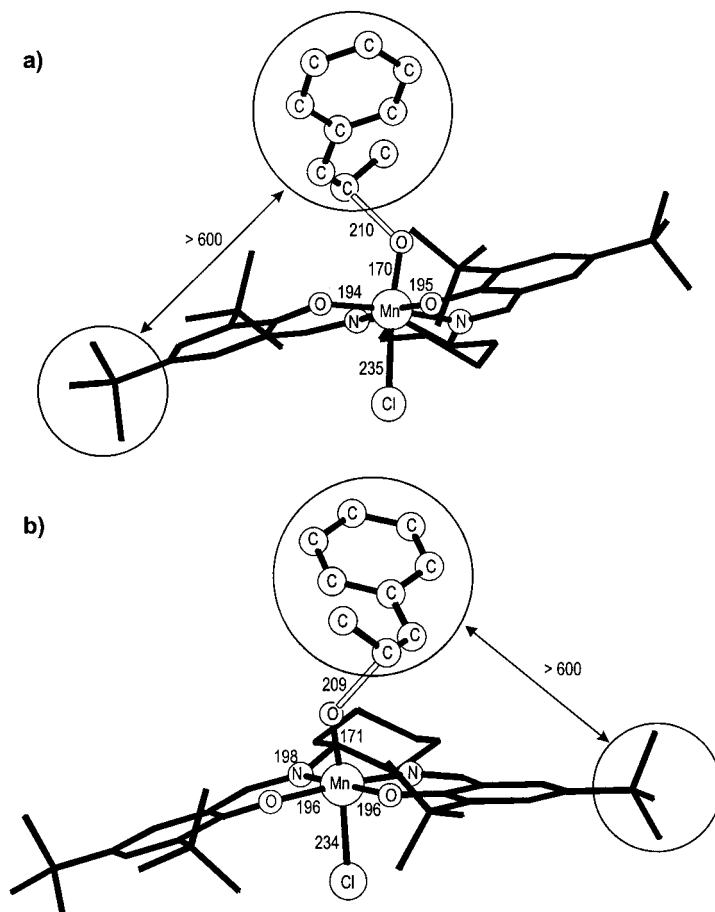 a)
C
C C
C C
C
C C
C
210
O
> 600
170
194 195
O Mn O
N N
235
Cl
b)
C
C C
C C
C
C C
C
209
> 600
O
171
198
N N
Mn
O O
196 196
234
Cl